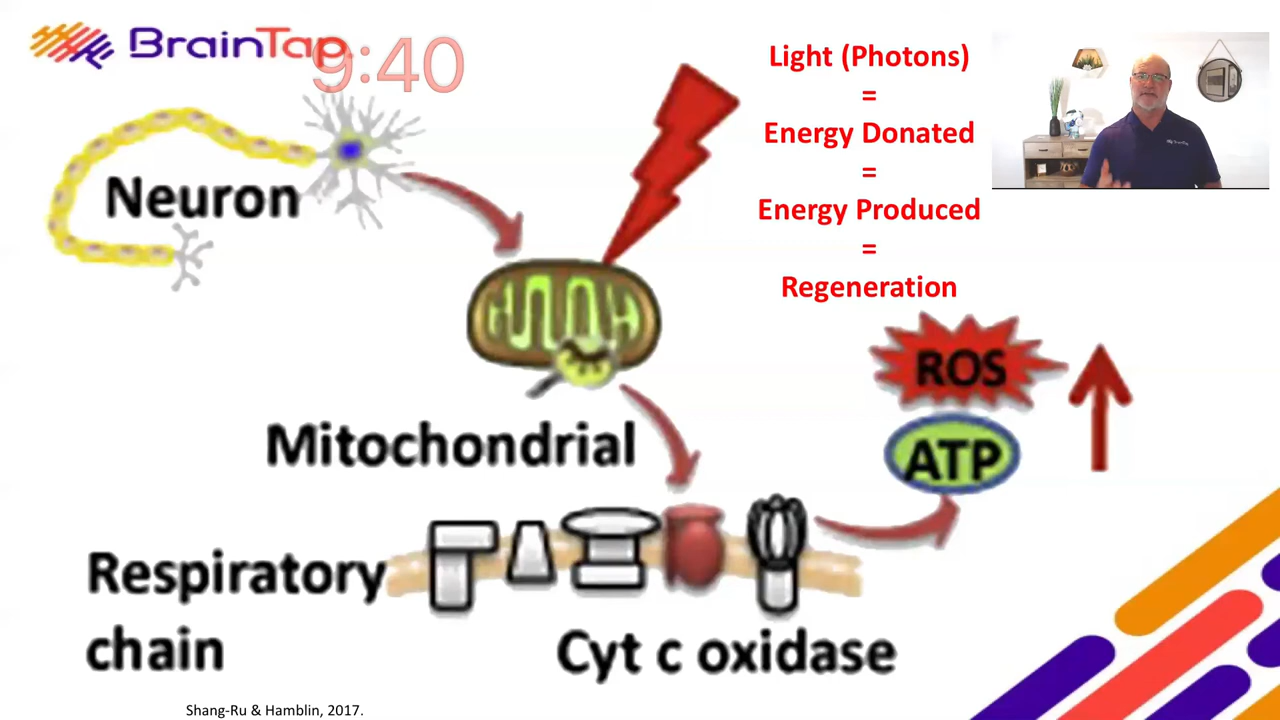 BrainTap
9:40
Light (Photons)
=
Energy Donated
=
Energy Produced
=
Regeneration
Neuron
ROS
ATP
Mitochondrial
Respiratory
chain
Cyt c oxidase
Shang-Ru & Hamblin, 2017.